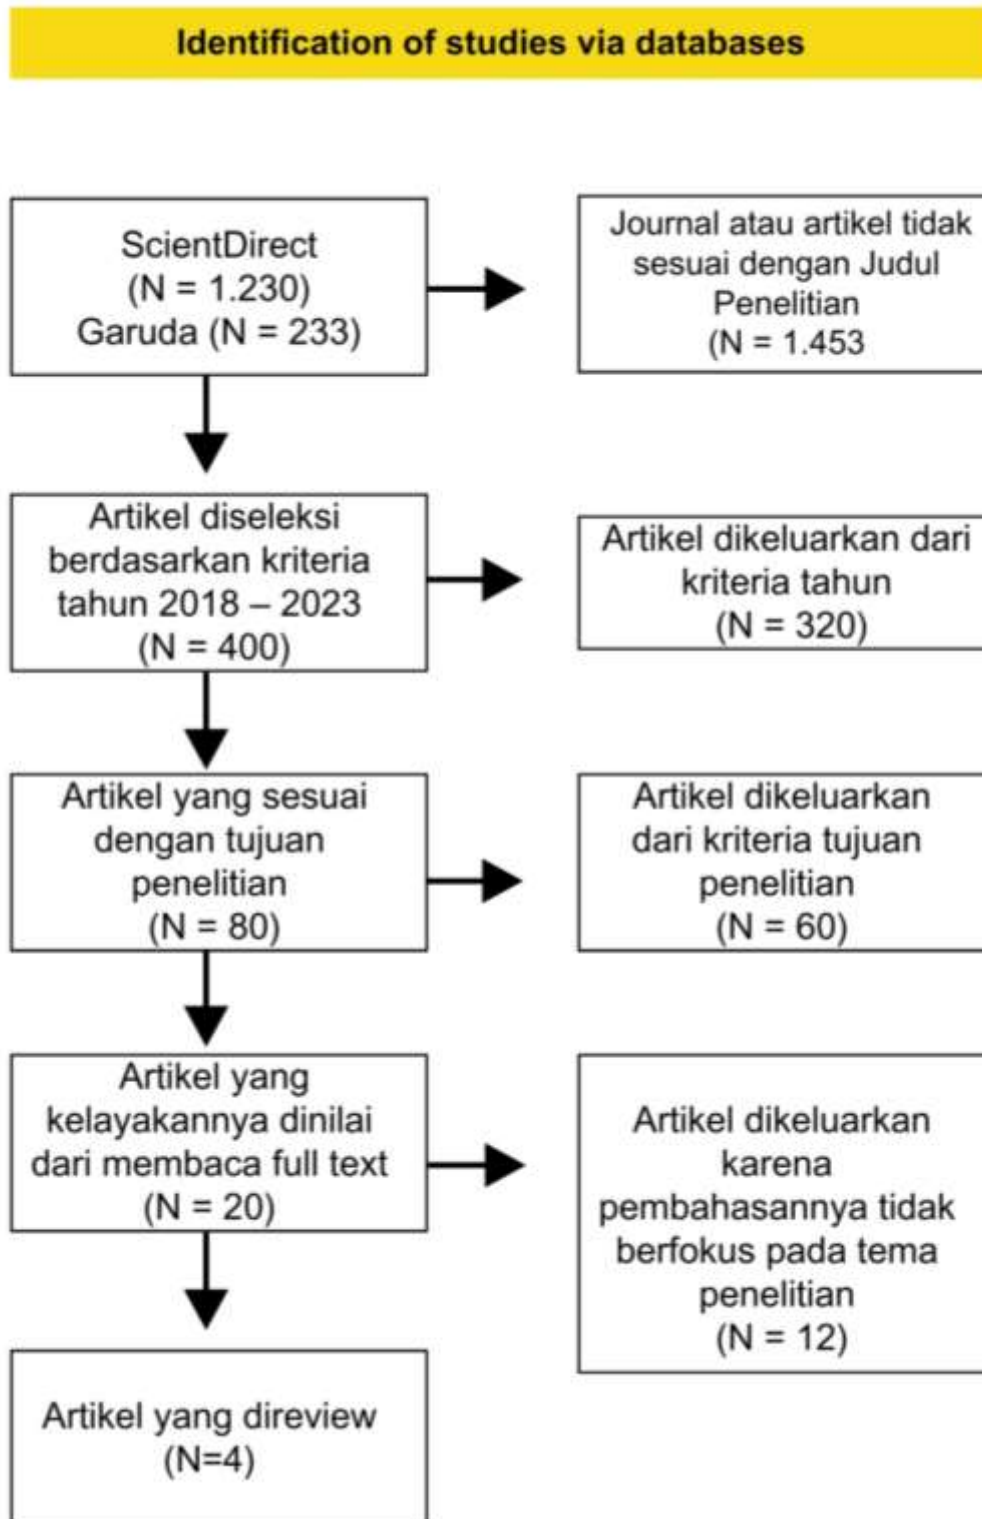 Identification of studies via databases
ScientDirect
(N = 1.230)
Garuda (N = 233)
Journal atau artikel tidak
sesuai dengan Judul
Penelitian
(N = 1.453
Artikel diseleksi
berdasarkan kriteria
tahun 2018 – 2023
(N = 400)
Artikel dikeluarkan dari
kriteria tahun
(N = 320)
Artikel yang sesuai
dengan tujuan
penelitian
(N = 80)
Artikel dikeluarkan
dari kriteria tujuan
penelitian
(N = 60)
Artikel yang
kelayakannya dinilai
dari membaca full text
(N = 20)
Artikel dikeluarkan
karena
pembahasannya tidak
berfokus pada tema
penelitian
(N = 12)
Artikel yang direview
(N=4)